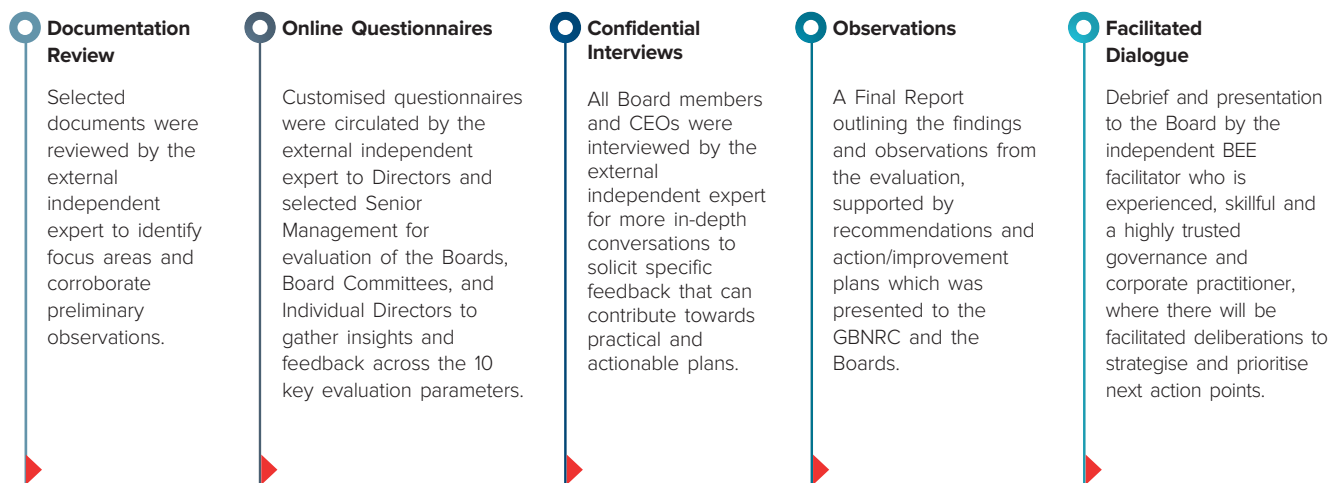 Documentation
Review
Selected
documents were
reviewed by the
external
independent
expert to identify
focus areas and
corroborate
preliminary
observations.
Online Questionnaires
Customised questionnaires
were circulated by the
external independent
expert to Directors and
selected Senior
Management for
evaluation of the Boards,
Board Committees, and
Individual Directors to
gather insights and
feedback across the 10
key evaluation parameters.
Confidential
Interviews
All Board members
and CEOs were
interviewed by the
external
independent expert
for more in-depth
conversations to
solicit specific
feedback that can
contribute towards
practical and
actionable plans.
Observations
A Final Report
outlining the findings
and observations from
the evaluation,
supported by
recommendations and
action/improvement
plans which was
presented to the
GBNRC and the
Boards.
Facilitated
Dialogue
Debrief and presentation
to the Board by the
independent BEE
facilitator who is
experienced, skillful and
a highly trusted
governance and
corporate practitioner,
where there will be
facilitated deliberations to
strategise and prioritise
next action points.